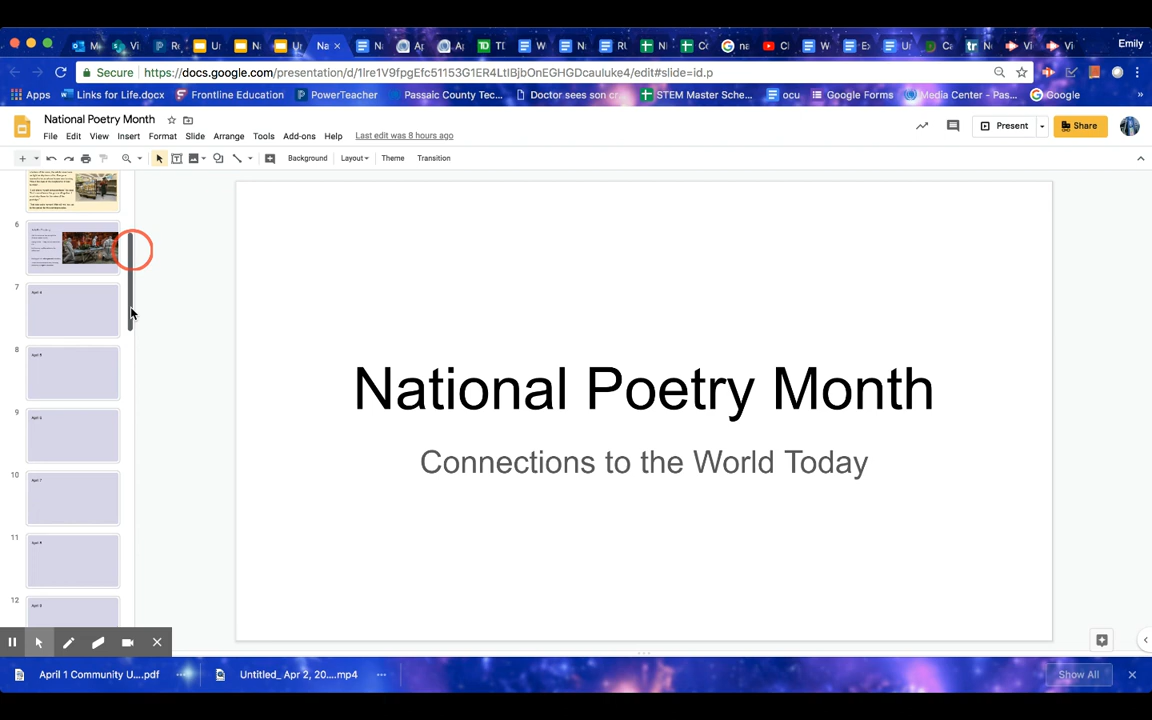 Na
Emily
Secure https://docs.google.com/presentation/d/1Ire1V9fpgEfc51153G1ER4LtIBjbOnEGHGDcauluke4/edit#slide=id.p
Apps Links for Life.docx Frontline Education PowerTeacher Passaic County Tec... Doctor sees son cr... STEM Master Sche... ocu Google Forms Media Center - Pas... Google »
National Poetry Month
File Edit View Insert Format Slide Arrange Tools Add-ons Help Last edit was 8 hours ago
Present Share
Background Layout Theme Transition
6
7
8
9
10
11
12
National Poetry Month
Connections to the World Today
April 1 Community U....pdf Untitled_ Apr 2, 20....mp4 Show All